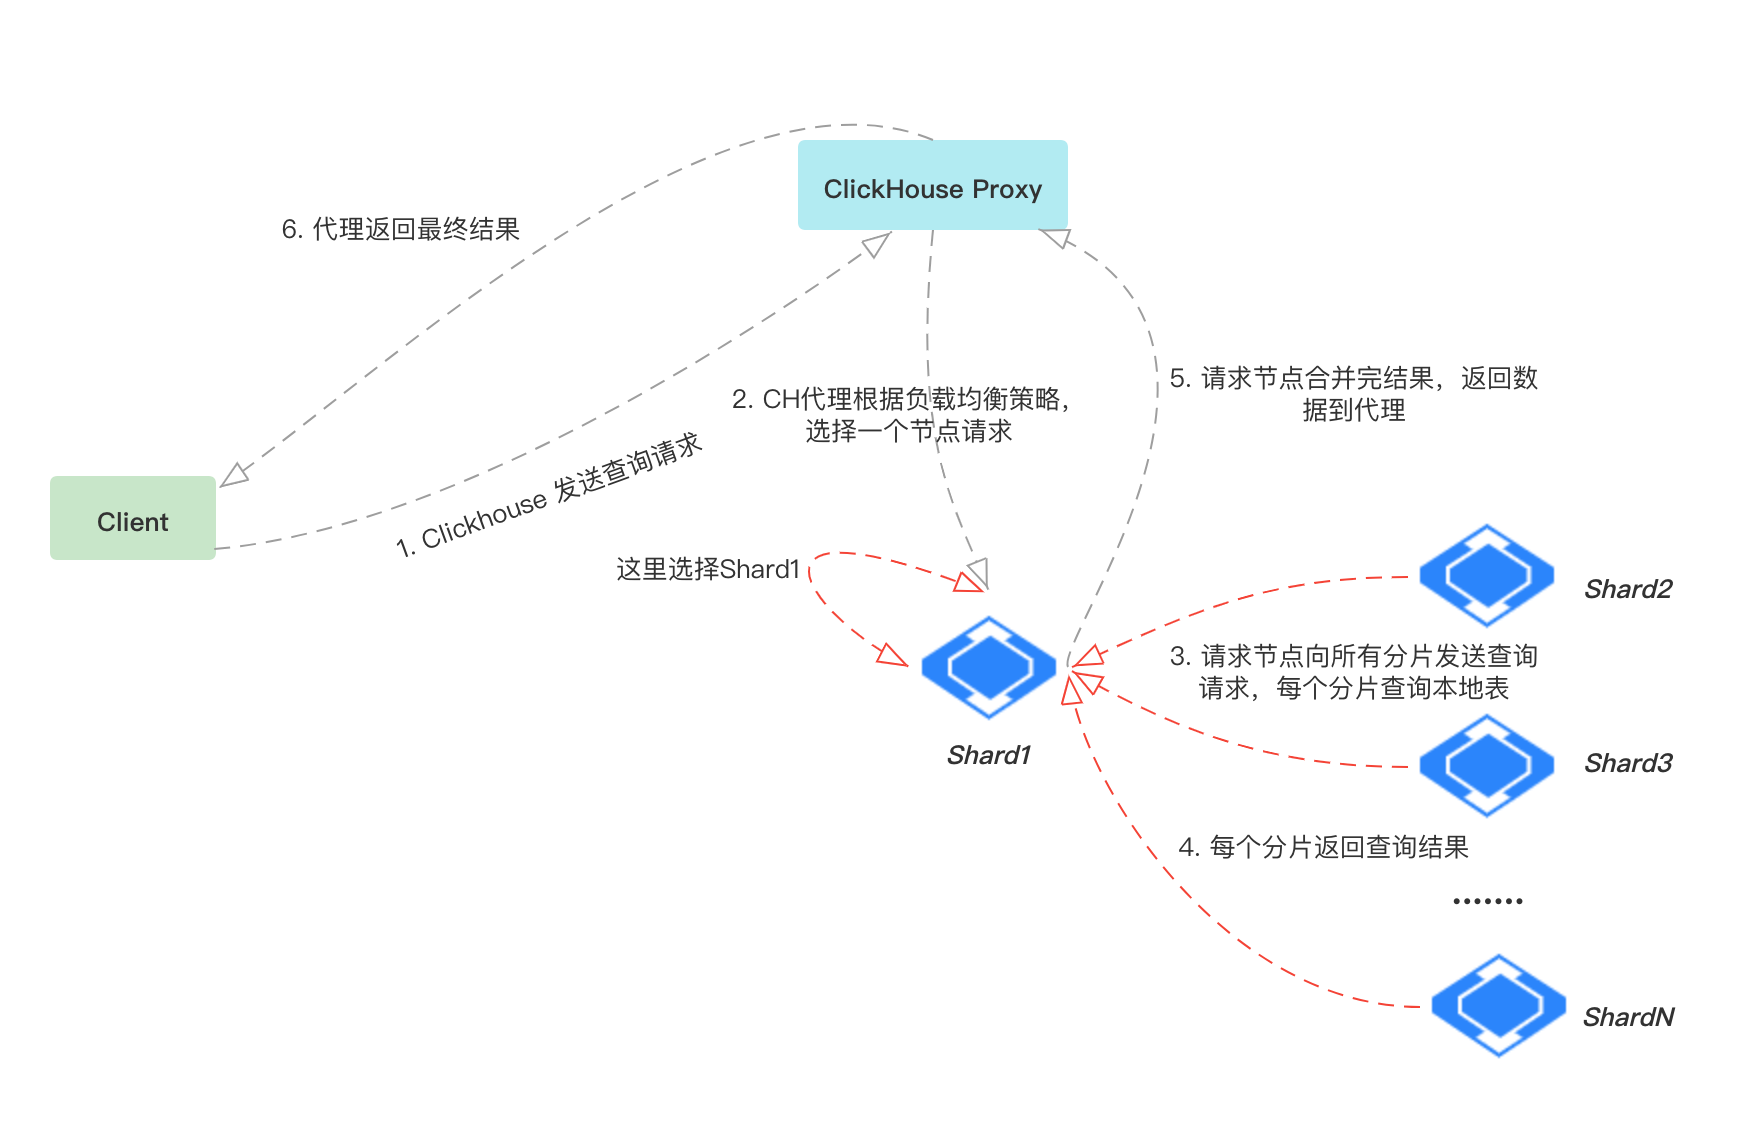 ClickHouse Proxy
6. 代理返回最终结果
5. 请求节点合并完结果，返回数
据到代理
2. CH代理根据负载均衡策略，
选择一个节点请求
1. Clickhouse 发送查询请求
Client
这里选择Shard1
Shard2
3. 请求节点向所有分片发送查询
请求，每个分片查询本地表
Shard1
Shard3
4. 每个分片返回查询结果
.......
ShardN